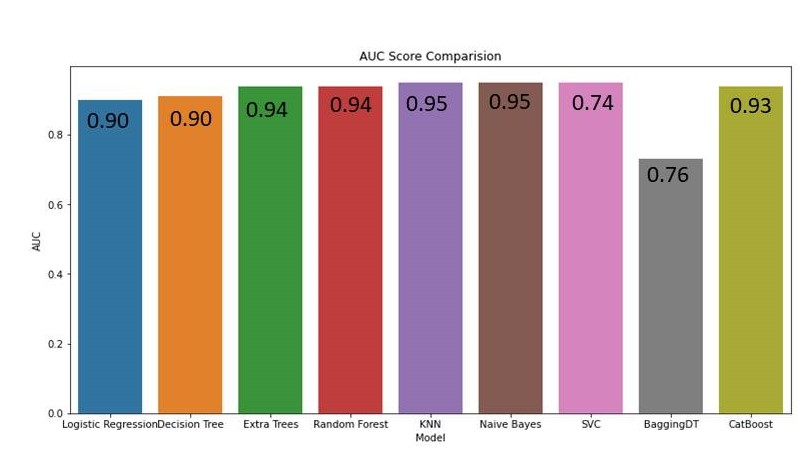 AUC Score Comparision
0.90 0.90 0.94 0.94 0.95 0.95 0.74 0.76 0.93
0.8
0.6
0.4
0.2
0.0
AUC
Logistic Regression Decision Tree Extra Trees Random Forest KNN Naive Bayes SVC BaggingDT CatBoost
Model